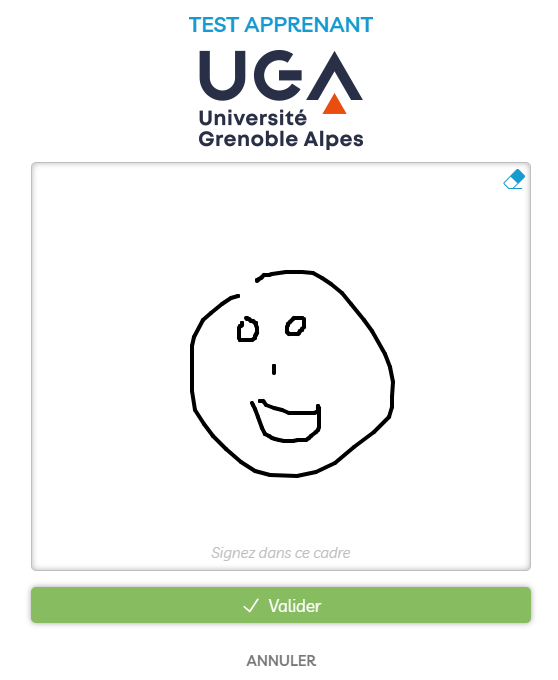 TEST APPRENANT
UGA
Université
Grenoble Alpes
Signez dans ce cadre
Valider
ANNULER